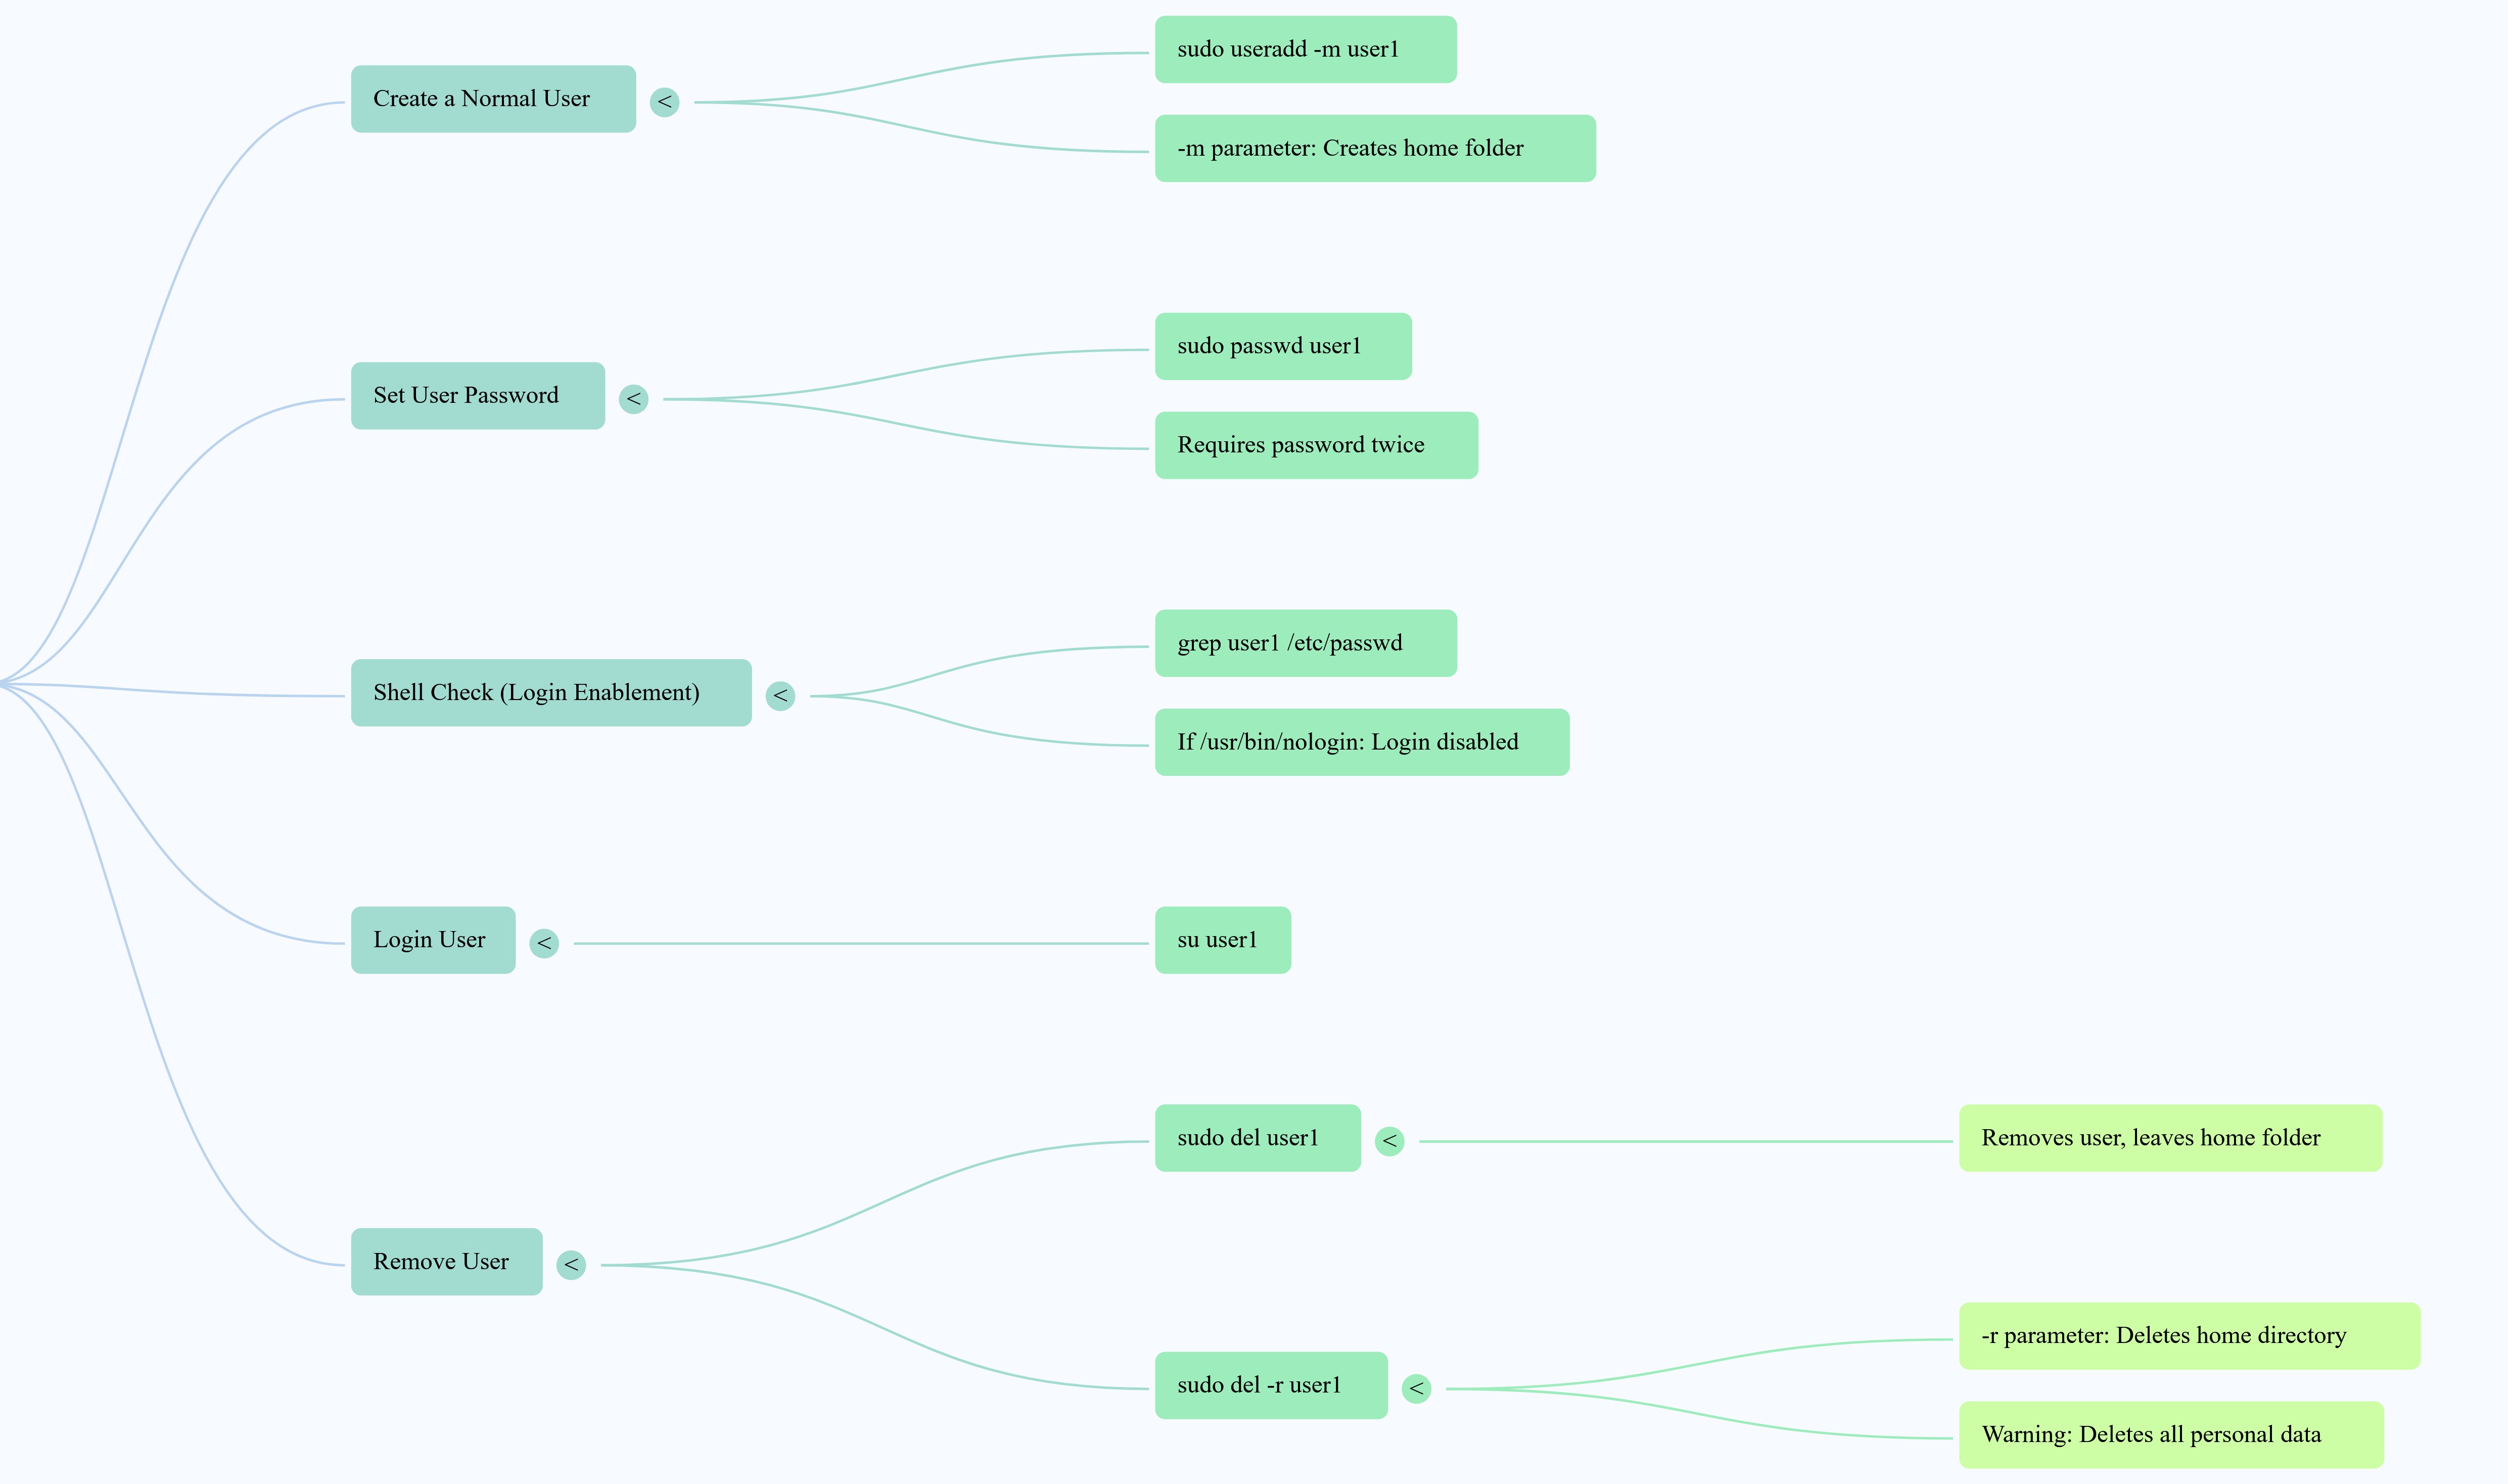 Create a Normal User <
sudo useradd -m user1
-m parameter: Creates home folder
Set User Password <
sudo passwd user1
Requires password twice
Shell Check (Login Enablement) <
grep user1 /etc/passwd
If /usr/bin/nologin: Login disabled
Login User <
su user1
Remove User <
sudo del user1 <
Removes user, leaves home folder
sudo del -r user1 <
-r parameter: Deletes home directory
Warning: Deletes all personal data